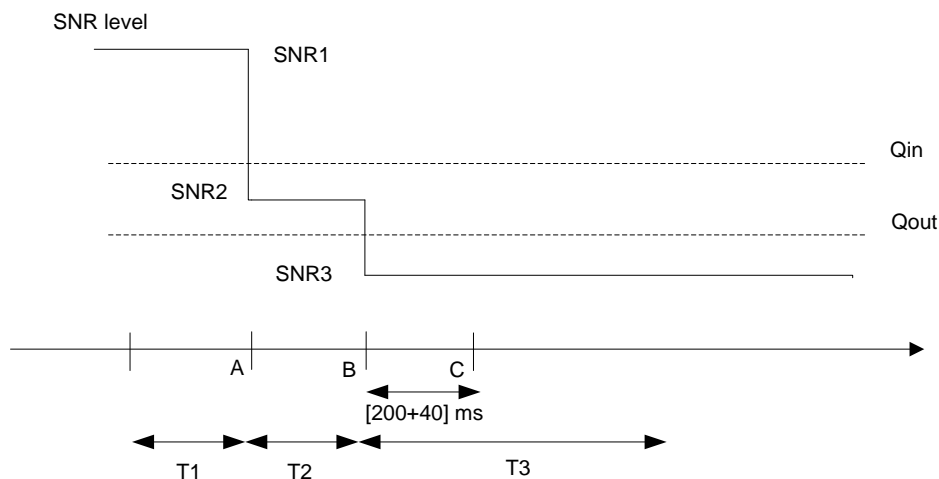 SNR level
SNR1
Qin
SNR2
Qout
SNR3
A
B
C
[200+40] ms
T1
T2
T3